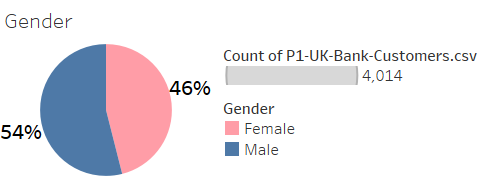 Gender
46%
54%
Count of P1-UK-Bank-Customers.csv
4,014
Gender
Female
Male